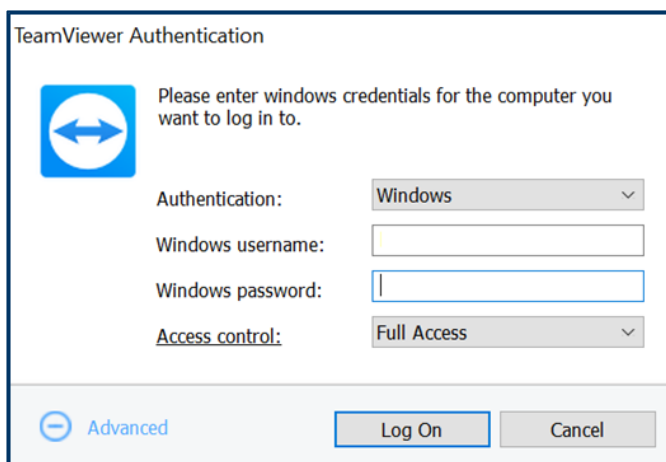 TeamViewer Authentication
Please enter windows credentials for the computer you
want to log in to.
Authentication: Windows
Windows username:
Windows password:
Access control: Full Access
Advanced Log On Cancel